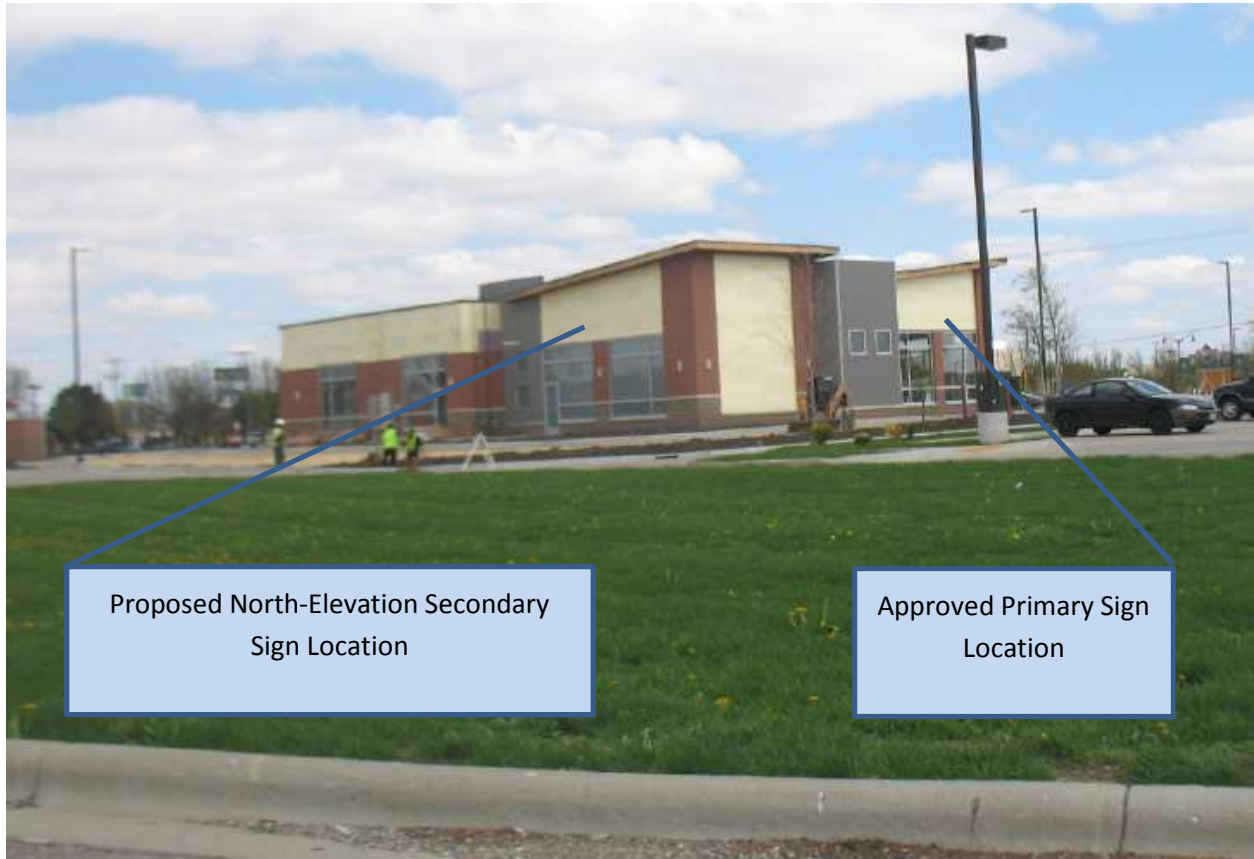 Proposed North-Elevation Secondary
Sign Location
Approved Primary Sign
Location